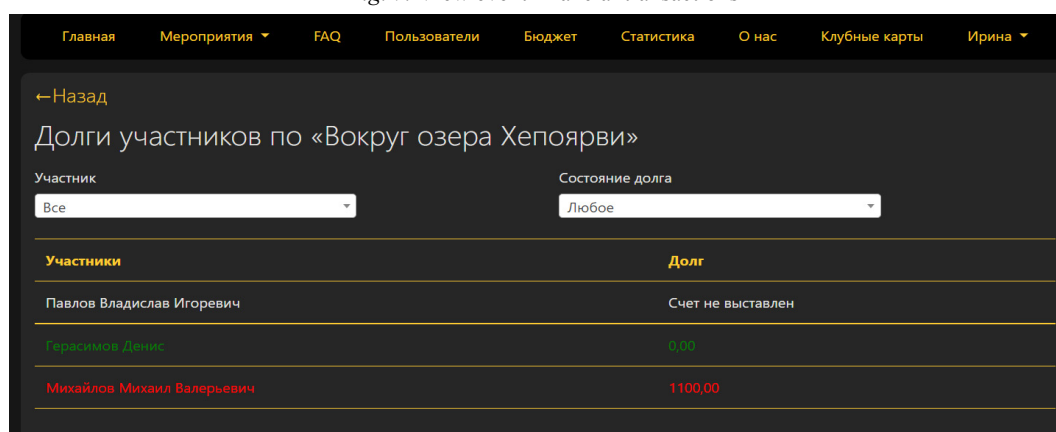 Главная Мероприятия FAQ Пользователи Бюджет Статистика О нас Клубные карты Ирина
←Назад
Долги участников по «Вокруг озера Хепоярви»
Участник Состояние долга
Все Любое
Участники Долг
Павлов Владислав Игоревич Счет не выставлен
Герасимов Денис 0,00
Михайлов Михаил Валерьевич 1100,00